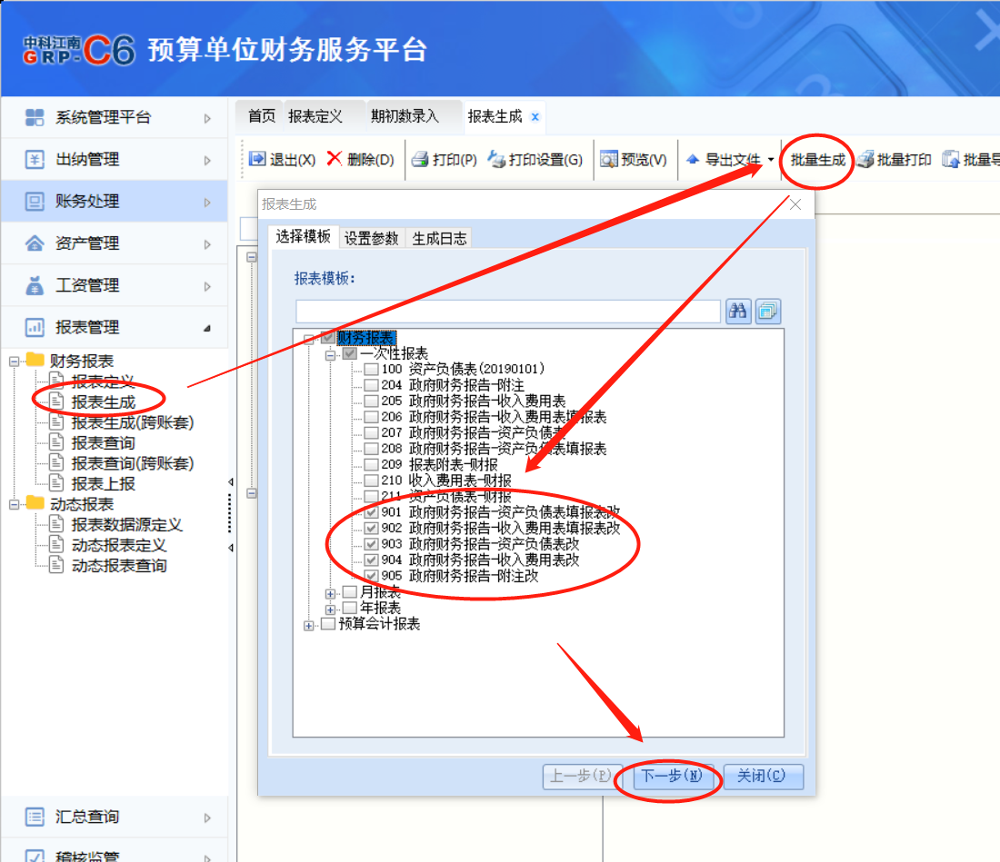 中科江南
GRP-C6 预算单位财务服务平台
系统管理平台
出纳管理
账务处理
资产管理
工资管理
报表管理
财务报表
报表定义
报表生成
报表生成(跨账套)
报表查询
报表查询(跨账套)
报表上报
动态报表
报表数据源定义
动态报表定义
动态报表查询
汇总查询
稽核监管
首页 报表定义 期初数录入 报表生成 x
退出(X) 删除(D) 打印(P) 打印设置(G) 预览(V) 导出文件 批量生成 批量打印 批量导
报表生成
选择模板 设置参数 生成日志
报表模板:
财务报表
一次性报表
100 资产负债表(20190101)
204 政府财务报告-附注
205 政府财务报告-收入费用表
206 政府财务报告-收入费用表填报表
207 政府财务报告-资产负债表
208 政府财务报告-资产负债表填报表
209 报表附表-财报
210 收入费用表-财报
211 资产负债表-财报
901 政府财务报告-资产负债表填报表改
902 政府财务报告-收入费用表填报表改
903 政府财务报告-资产负债表改
904 政府财务报告-收入费用表改
905 政府财务报告-附注改
月报表
年报表
预算会计报表
上一步(P) 下一步(N) 关闭(C)